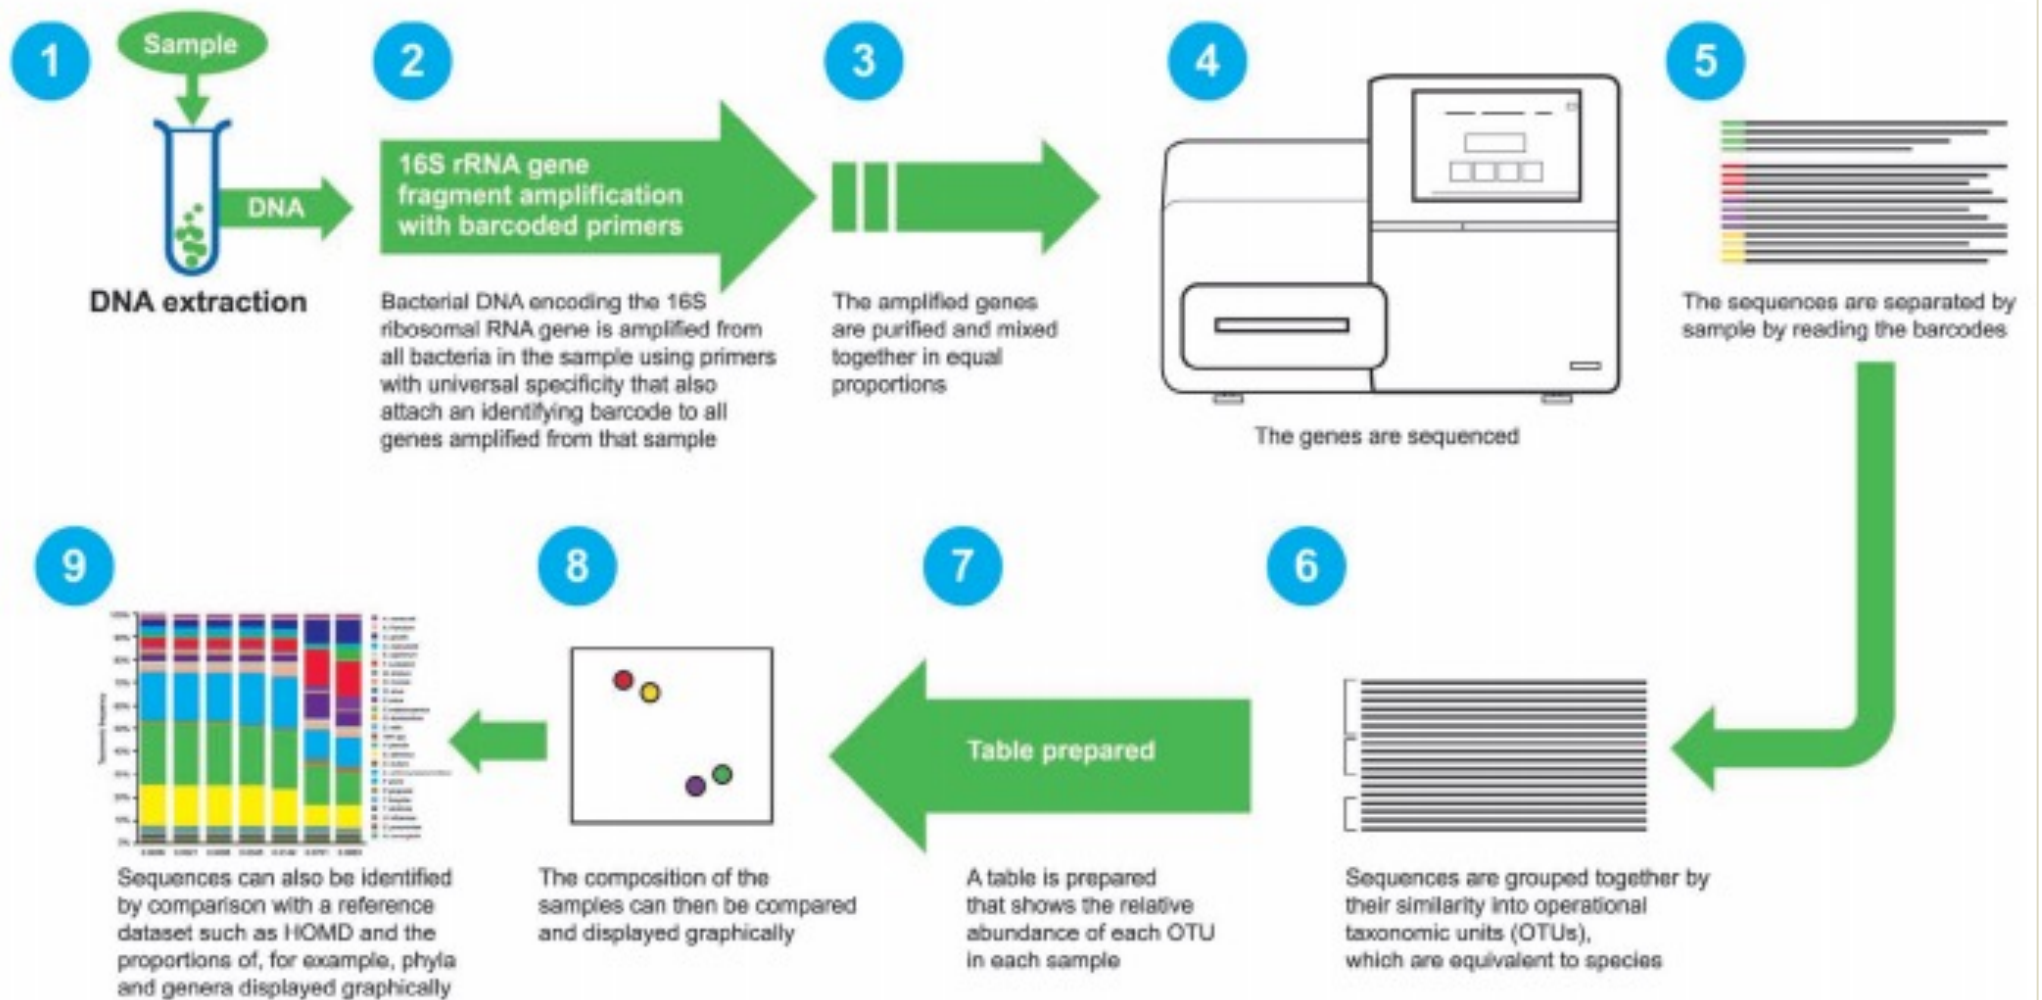 1
Sample
DNA
DNA extraction
2
16S rRNA gene
fragment amplification
with barcoded primers
Bacterial DNA encoding the 16S
ribosomal RNA gene is amplified from
all bacteria in the sample using primers
with universal specificity that also
attach an identifying barcode to all
genes amplified from that sample
3
The amplified genes
are purified and mixed
together in equal
proportions
4
The genes are sequenced
5
The sequences are separated by
sample by reading the barcodes
6
Sequences are grouped together by
their similarity into operational
taxonomic units (OTUs),
which are equivalent to species
7
Table prepared
A table is prepared
that shows the relative
abundance of each OTU
in each sample
8
The composition of the
samples can then be compared
and displayed graphically
9
Sequences can also be identified
by comparison with a reference
dataset such as HOMD and the
proportions of, for example, phyla
and genera displayed graphically